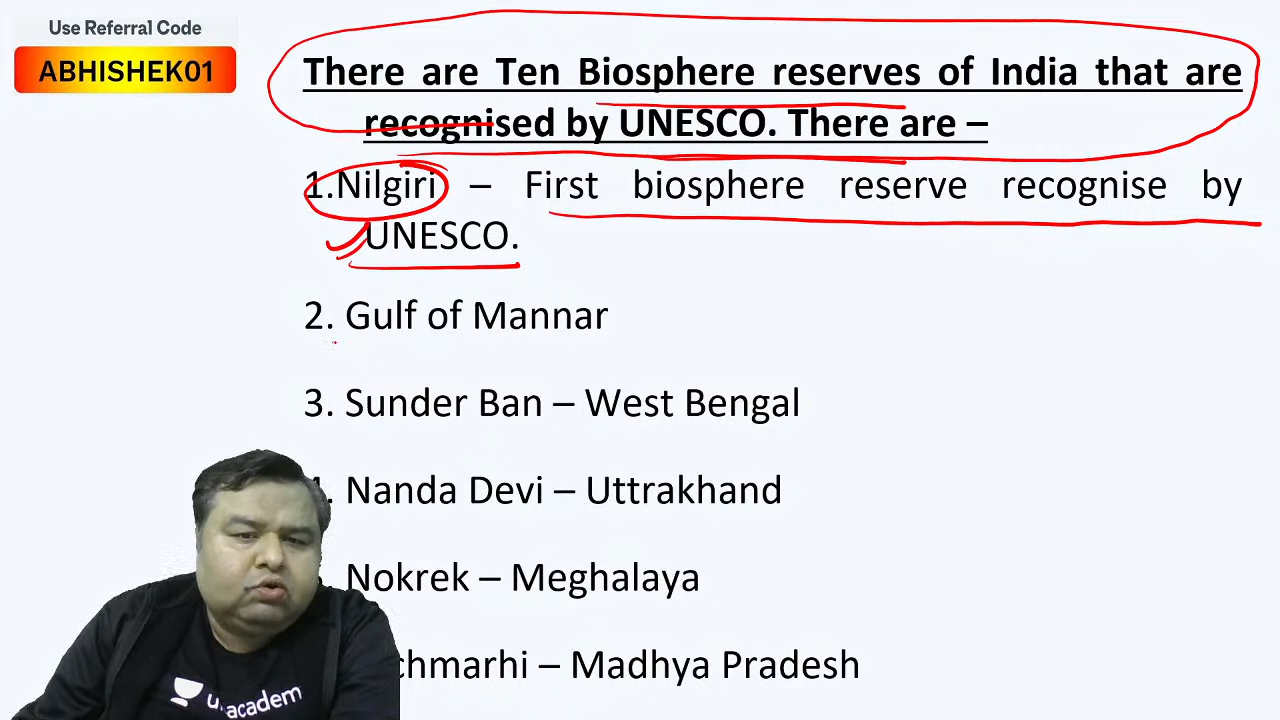 Use Referral Code
ABHISHEK01
There are Ten Biosphere reserves of India that are
recognised by UNESCO. There are –
1.Nilgiri – First biosphere reserve recognise by
UNESCO.
2. Gulf of Mannar
3. Sunder Ban – West Bengal
Nanda Devi – Uttrakhand
Nokrek – Meghalaya
chmarhi – Madhya Pradesh